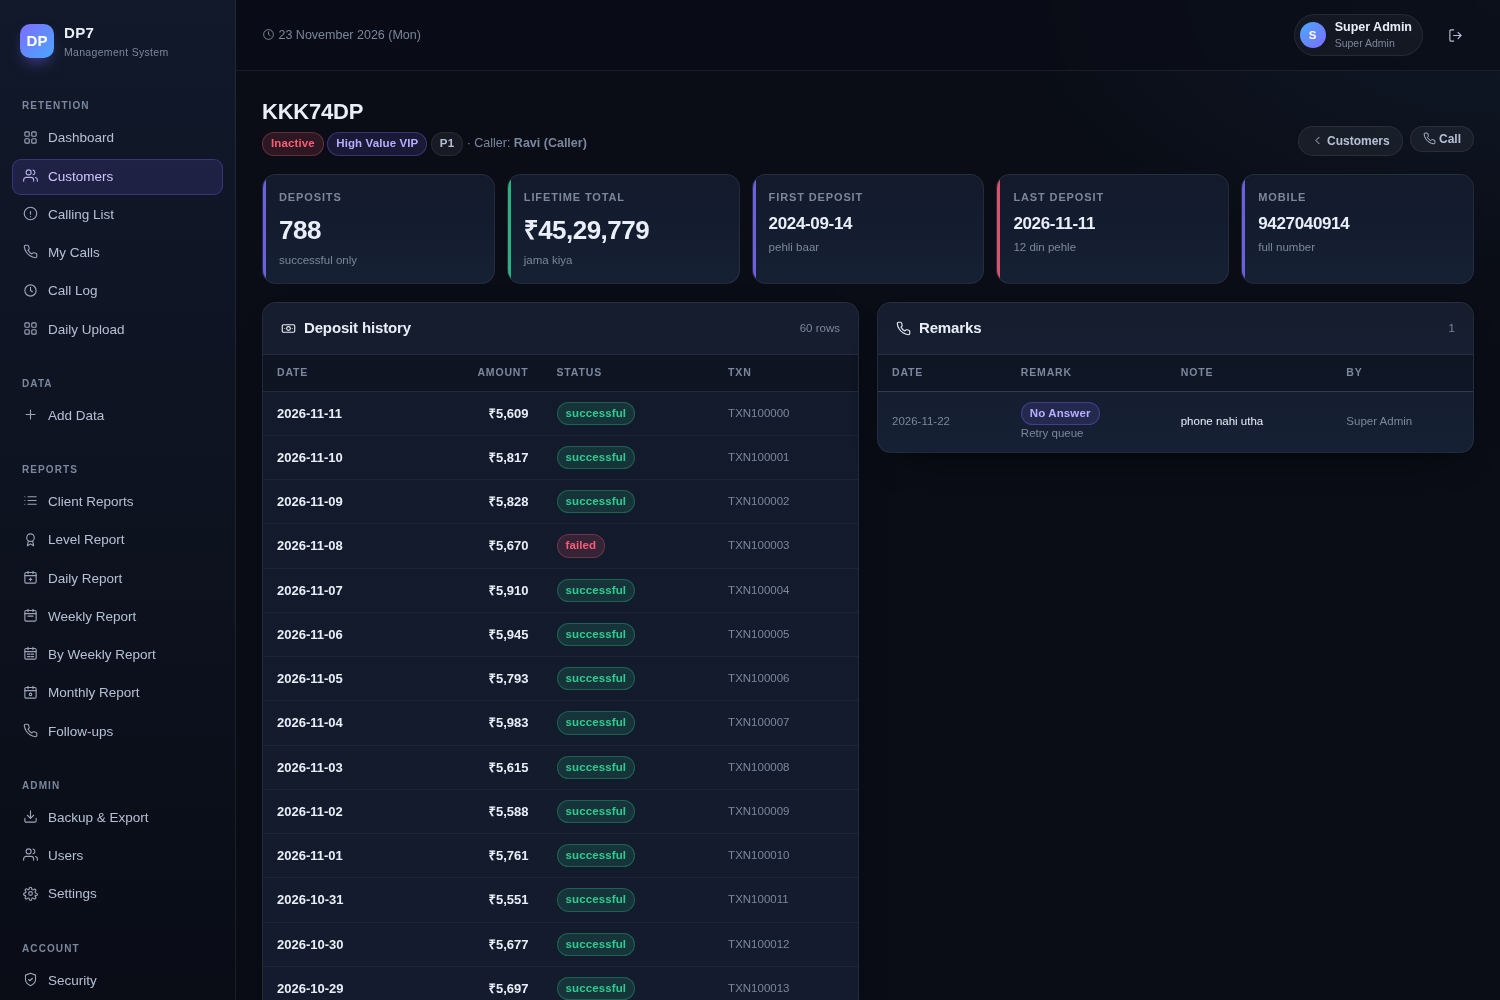 DP
DP7
Management System
RETENTION
Dashboard
Customers
Calling List
My Calls
Call Log
Daily Upload
DATA
Add Data
REPORTS
Client Reports
Level Report
Daily Report
Weekly Report
By Weekly Report
Monthly Report
Follow-ups
ADMIN
Backup & Export
Users
Settings
ACCOUNT
Security
23 November 2026 (Mon)
S
Super Admin
Super Admin
KKK74DP
Inactive High Value VIP P1 · Caller: Ravi (Caller)
Customers
Call
DEPOSITS
788
successful only
LIFETIME TOTAL
₹45,29,779
jama kiya
FIRST DEPOSIT
2024-09-14
pehli baar
LAST DEPOSIT
2026-11-11
12 din pehle
MOBILE
9427040914
full number
Deposit history 60 rows
DATE AMOUNT STATUS TXN
2026-11-11 ₹5,609 successful TXN100000
2026-11-10 ₹5,817 successful TXN100001
2026-11-09 ₹5,828 successful TXN100002
2026-11-08 ₹5,670 failed TXN100003
2026-11-07 ₹5,910 successful TXN100004
2026-11-06 ₹5,945 successful TXN100005
2026-11-05 ₹5,793 successful TXN100006
2026-11-04 ₹5,983 successful TXN100007
2026-11-03 ₹5,615 successful TXN100008
2026-11-02 ₹5,588 successful TXN100009
2026-11-01 ₹5,761 successful TXN100010
2026-10-31 ₹5,551 successful TXN100011
2026-10-30 ₹5,677 successful TXN100012
2026-10-29 ₹5,697 successful TXN100013
Remarks 1
DATE REMARK NOTE BY
2026-11-22 No Answer phone nahi utha Super Admin
Retry queue